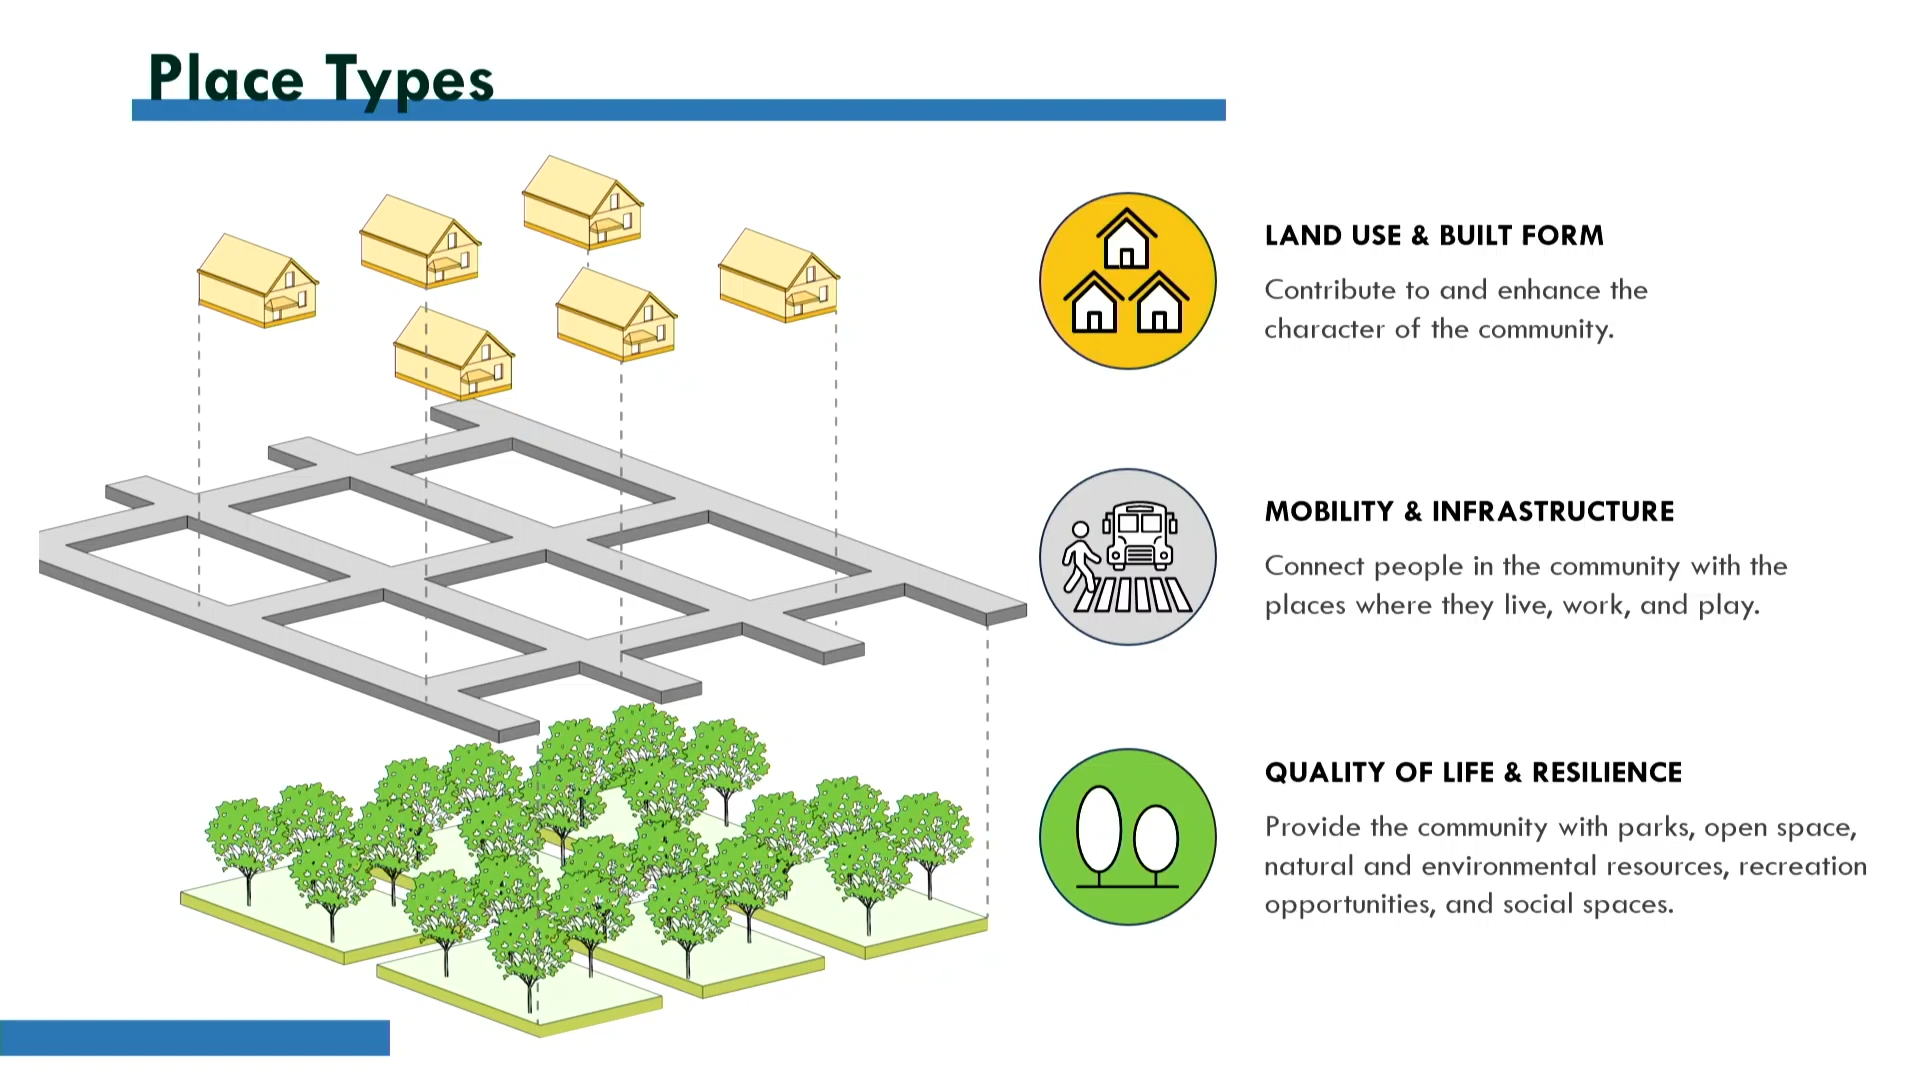 Place Types
LAND USE & BUILT FORM
Contribute to and enhance the
character of the community.
MOBILITY & INFRASTRUCTURE
Connect people in the community with the
places where they live, work, and play.
QUALITY OF LIFE & RESILIENCE
Provide the community with parks, open space,
natural and environmental resources, recreation
opportunities, and social spaces.